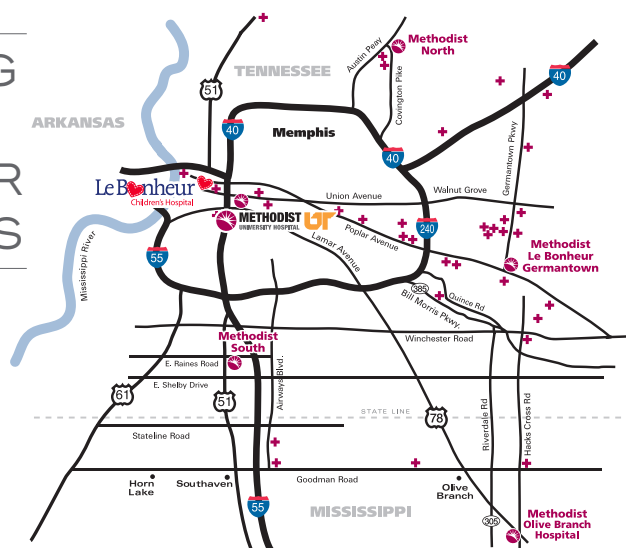 G
R
S
TENNESSEE
ARKANSAS
MISSISSIPPI
Memphis
Methodist
North
Austin Peay
Covington Pike
51
40
40
40
Germantown Pkwy
Le Bonheur
Children's Hospital
Union Avenue
Walnut Grove
METHODIST
UNIVERSITY HOSPITAL
UT
Poplar Avenue
Lamar Avenue
240
55
Mississippi River
Methodist
Le Bonheur
Germantown
385
Quince Rd
Bill Morris Pkwy.
Winchester Road
Methodist
South
E. Raines Road
E. Shelby Drive
Airways Blvd.
61
51
STATE LINE
78
Riverdale Rd
Hacks Cross Rd
Stateline Road
Goodman Road
Horn
Lake
Southaven
Olive
Branch
55
305
Methodist
Olive Branch
Hospital